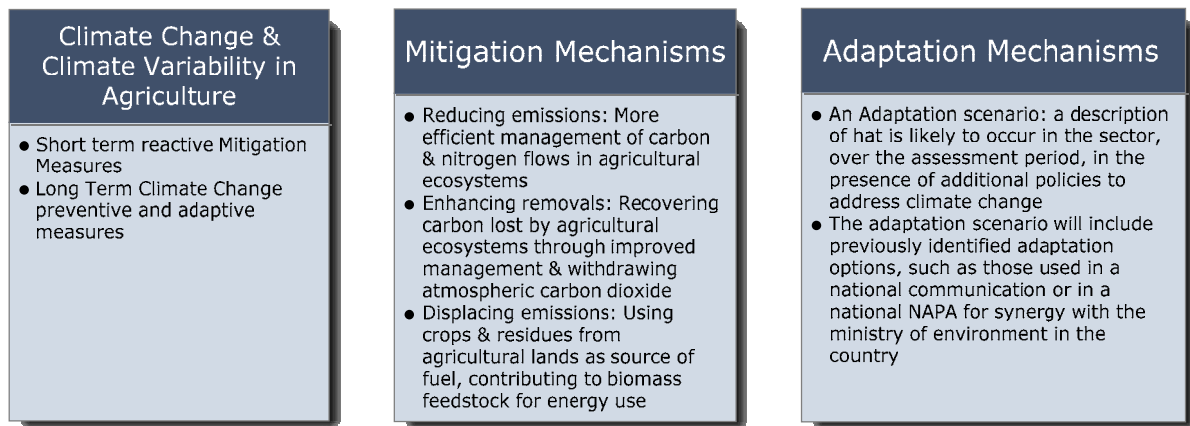 Climate Change &
Climate Variability in
Agriculture
● Short term reactive Mitigation
Measures
● Long Term Climate Change
preventive and adaptive
measures
Mitigation Mechanisms
● Reducing emissions: More
efficient management of carbon
& nitrogen flows in agricultural
ecosystems
● Enhancing removals: Recovering
carbon lost by agricultural
ecosystems through improved
management & withdrawing
atmospheric carbon dioxide
● Displacing emissions: Using
crops & residues from
agricultural lands as source of
fuel, contributing to biomass
feedstock for energy use
Adaptation Mechanisms
● An Adaptation scenario: a description
of hat is likely to occur in the sector,
over the assessment period, in the
presence of additional policies to
address climate change
● The adaptation scenario will include
previously identified adaptation
options, such as those used in a
national communication or in a
national NAPA for synergy with the
ministry of environment in the
country